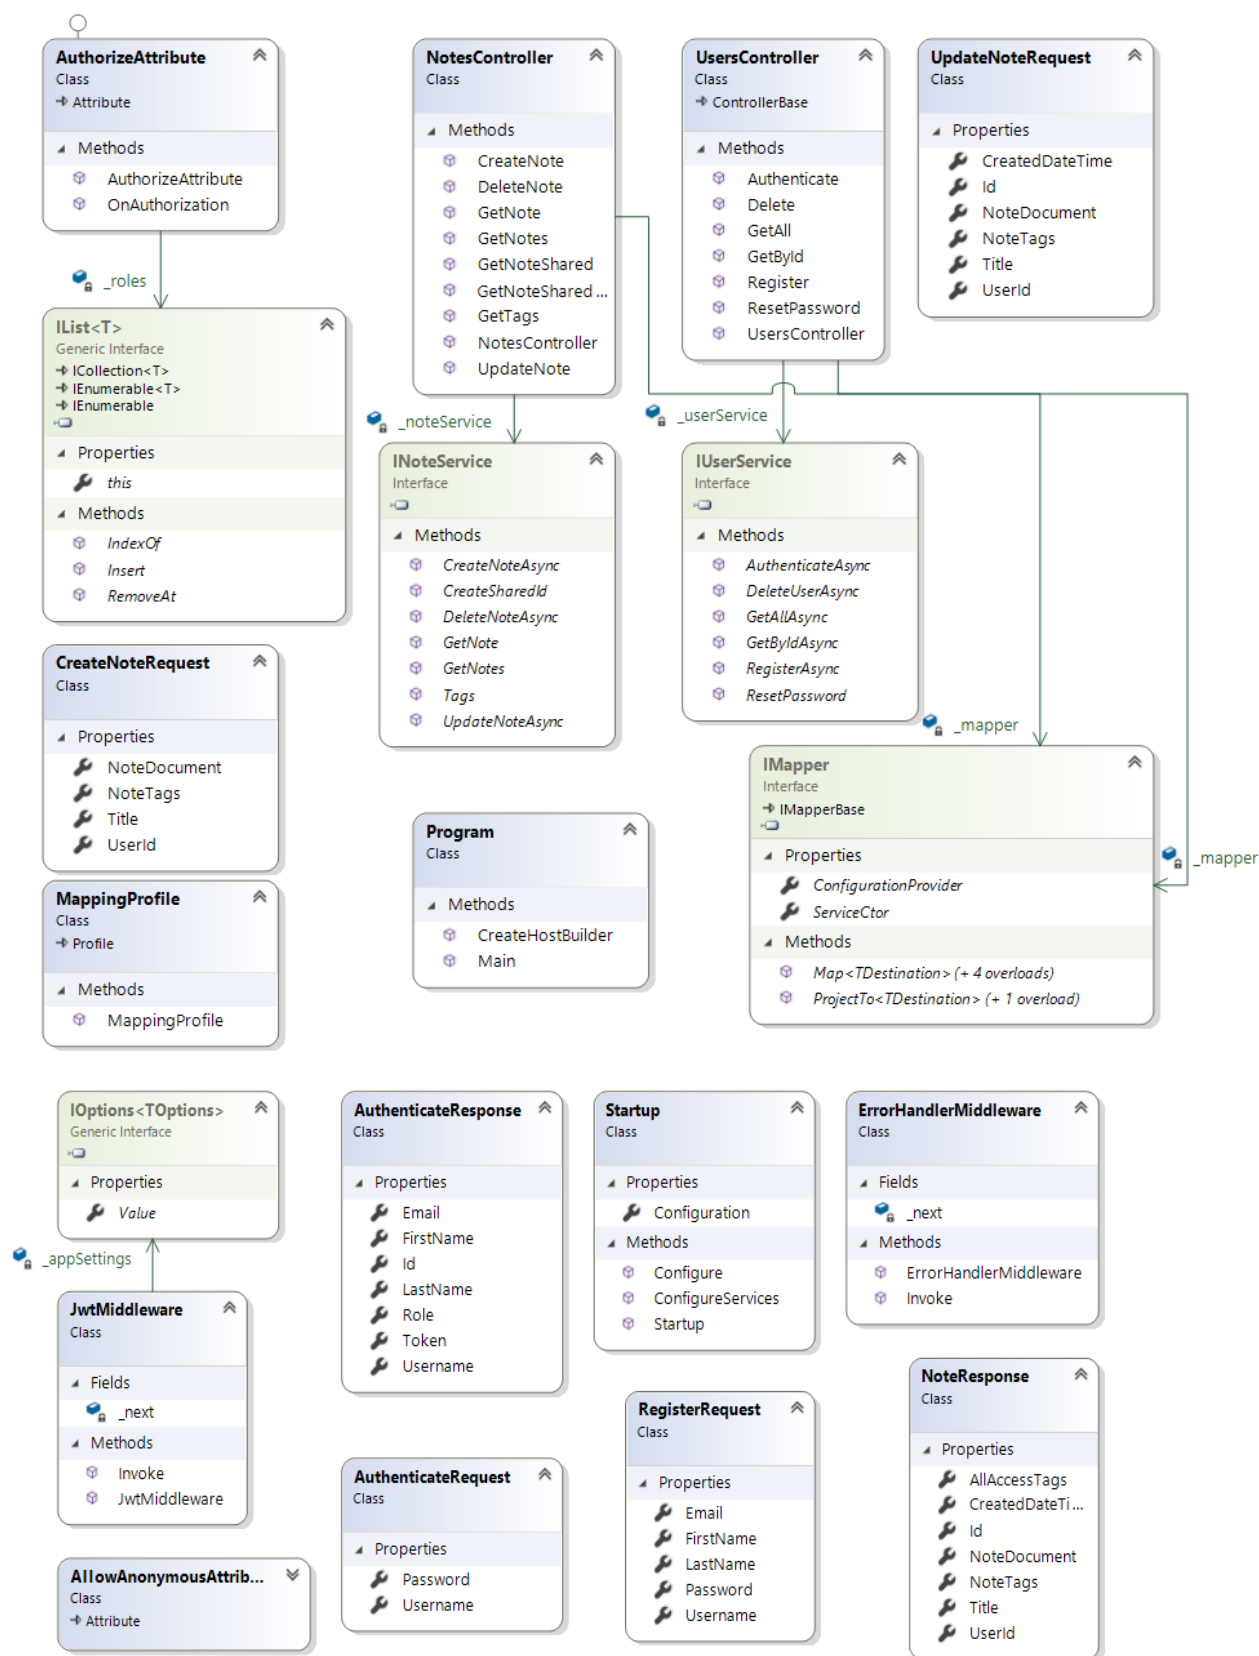 AuthorizeAttribute
Class
Attribute
Methods
AuthorizeAttribute
OnAuthorization
_roles
IList<T>
Generic Interface
ICollection<T>
IEnumerable<T>
IEnumerable
Properties
this
Methods
IndexOf
Insert
RemoveAt
CreateNoteRequest
Class
Properties
NoteDocument
NoteTags
Title
UserId
MappingProfile
Class
Profile
Methods
MappingProfile
NotesController
Class
Methods
CreateNote
DeleteNote
GetNote
GetNotes
GetNoteShared
GetNoteShared...
GetTags
NotesController
UpdateNote
_noteService
INoteService
Interface
Methods
CreateNoteAsync
CreateSharedId
DeleteNoteAsync
GetNote
GetNotes
Tags
UpdateNoteAsync
Program
Class
Methods
CreateHostBuilder
Main
UsersController
Class
ControllerBase
Methods
Authenticate
Delete
GetAll
GetById
Register
ResetPassword
UsersController
_userService
IUserService
Interface
Methods
AuthenticateAsync
DeleteUserAsync
GetAllAsync
GetByIdAsync
RegisterAsync
ResetPassword
UpdateNoteRequest
Class
Properties
CreatedDateTime
Id
NoteDocument
NoteTags
Title
UserId
_mapper
IMapper
Interface
IMapperBase
Properties
ConfigurationProvider
ServiceCtor
Methods
Map<TDestination> (+ 4 overloads)
ProjectTo<TDestination> (+ 1 overload)
_mapper
IOptions<TOptions>
Generic Interface
Properties
Value
_appSettings
JwtMiddleware
Class
Fields
_next
Methods
Invoke
JwtMiddleware
AllowAnonymousAttrib...
Class
Attribute
AuthenticateResponse
Class
Properties
Email
FirstName
Id
LastName
Role
Token
Username
AuthenticateRequest
Class
Properties
Password
Username
Startup
Class
Properties
Configuration
Methods
Configure
ConfigureServices
Startup
RegisterRequest
Class
Properties
Email
FirstName
LastName
Password
Username
ErrorHandlerMiddleware
Class
Fields
_next
Methods
ErrorHandlerMiddleware
Invoke
NoteResponse
Class
Properties
AllAccessTags
CreatedDateTi...
Id
NoteDocument
NoteTags
Title
UserId